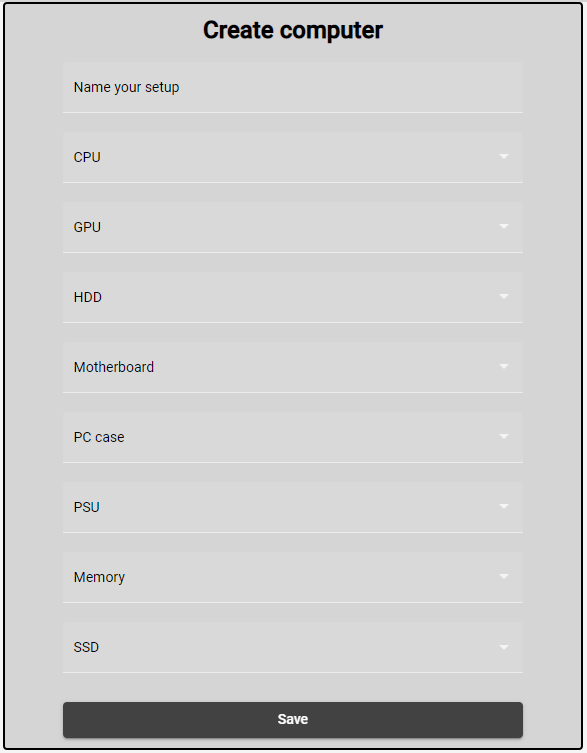 Create computer
Name your setup
CPU
GPU
HDD
Motherboard
PC case
PSU
Memory
SSD
Save